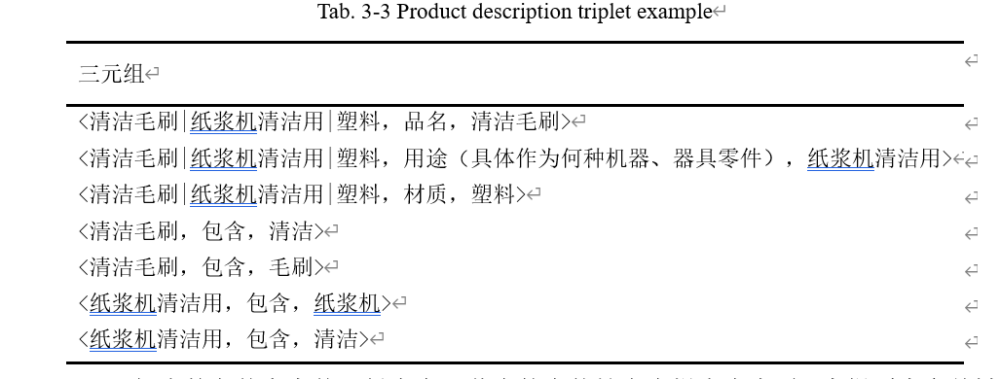 Tab. 3-3 Product description triplet example
三元组
<清洁毛刷|纸浆机清洁用|塑料，品名，清洁毛刷>
<清洁毛刷|纸浆机清洁用|塑料，用途（具体作为何种机器、器具零件），纸浆机清洁用>
<清洁毛刷|纸浆机清洁用|塑料，材质，塑料>
<清洁毛刷，包含，清洁>
<清洁毛刷，包含，毛刷>
<纸浆机清洁用，包含，纸浆机>
<纸浆机清洁用，包含，清洁>